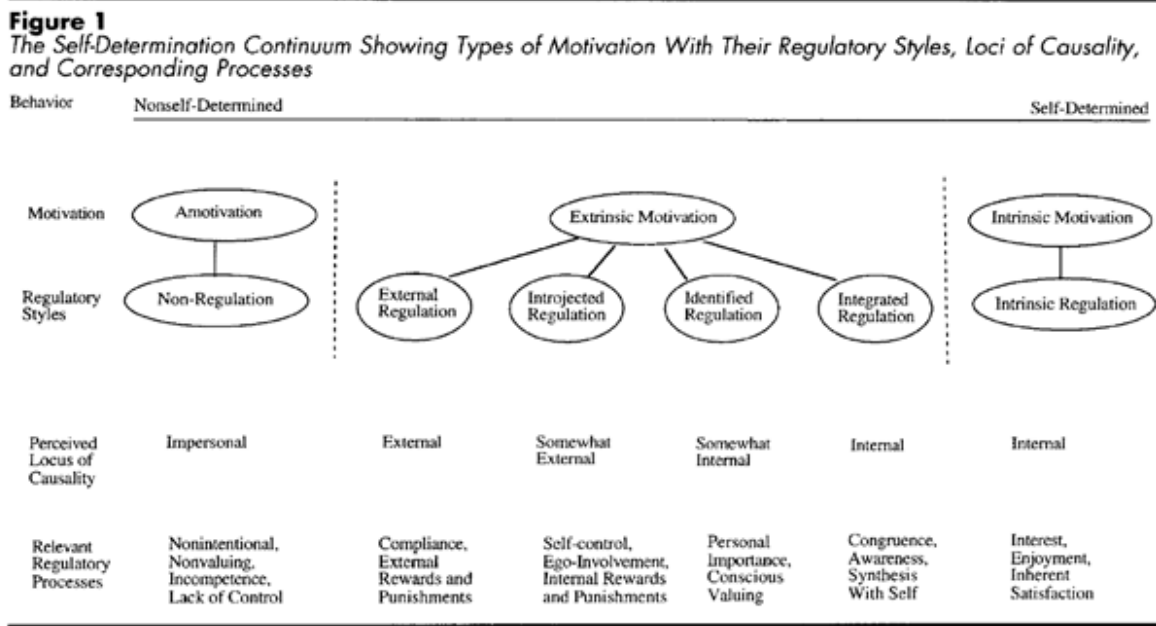 Figure 1
The Self-Determination Continuum Showing Types of Motivation With Their Regulatory Styles, Loci of Causality,
and Corresponding Processes
Behavior Nonself-Determined Self-Determined
Motivation Amotivation Extrinsic Motivation Intrinsic Motivation
Regulatory
Styles
Non-Regulation
External
Regulation
Introjected
Regulation
Identified
Regulation
Integrated
Regulation
Intrinsic Regulation
Perceived
Locus of
Causality
Impersonal
External
Somewhat
External
Somewhat
Internal
Internal
Internal
Relevant
Regulatory
Processes
Nonintentional,
Nonvaluing,
Incompetence,
Lack of Control
Compliance,
External
Rewards and
Punishments
Self-control,
Ego-Involvement,
Internal Rewards
and Punishments
Personal
Importance,
Conscious
Valuing
Congruence,
Awareness,
Synthesis
With Self
Interest,
Enjoyment,
Inherent
Satisfaction